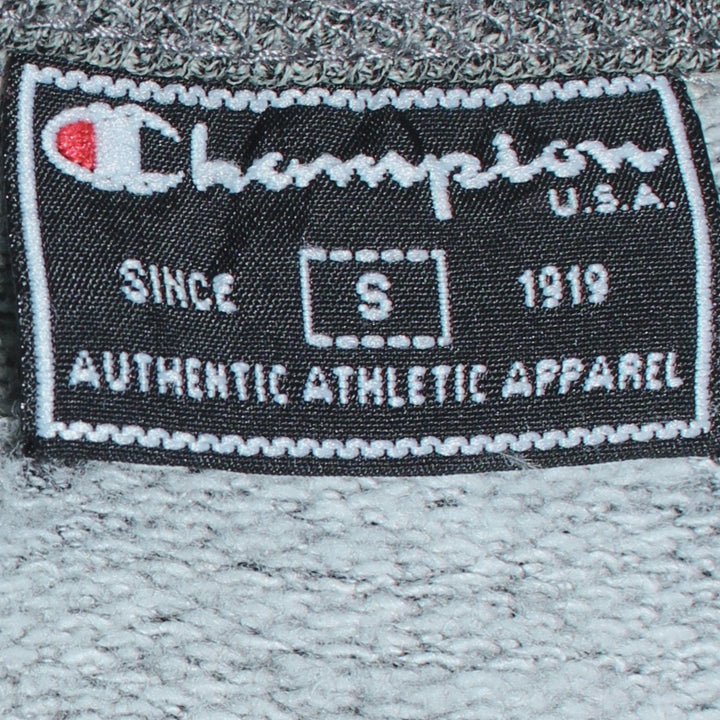 Champion
U.S.A.
SINCE S 1919
AUTHENTIC ATHLETIC APPAREL